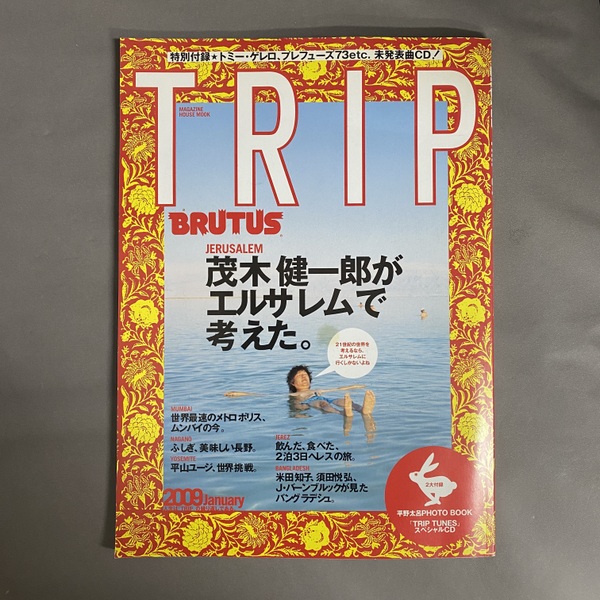 特別付録★トミー・ゲレロ、プレフューズ73etc. 未発表曲CD!
TRIP
MAGAZINE
HOUSE MOOK
BRUTUS
JERUSALEM
茂木健一郎が
エルサレムで
考えた。
21世紀の世界を
考えるなら、
エルサレムに
行くしかないよね
MUMBAI
世界最速のメトロポリス、
ムンバイの今。
NAGANO
ふしぎ、美味しい長野。
YOSEMITE
平山ユージ、世界挑戦。
JEREZ
飲んだ、食べた、
2泊3日ヘレスの旅。
BANGLADESH
米田知子、須田悦弘、
J・バーンブルックが見た
バングラデシュ。
2009January
2大付録
平野太呂PHOTO BOOK
「TRIP TUNES」
スペシャルCD